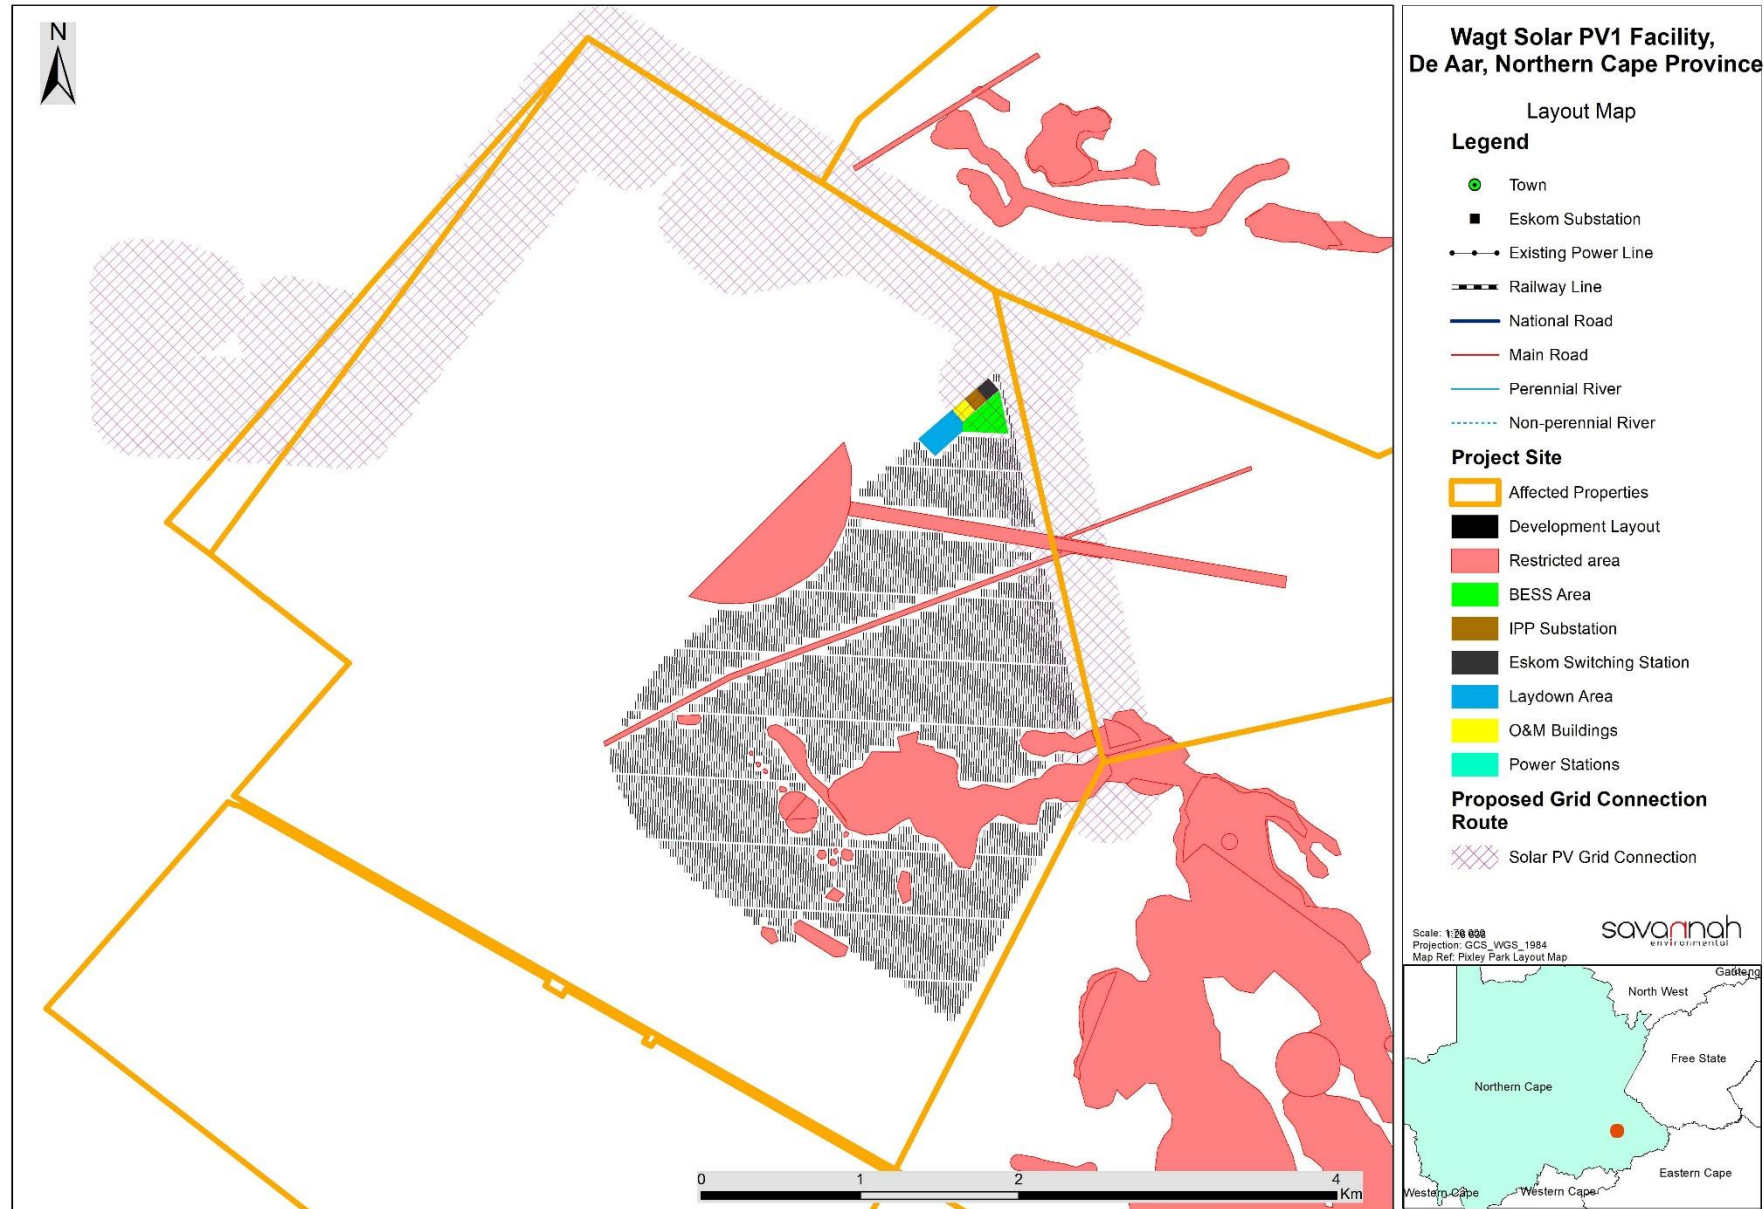 N
0
1
2
4
Km
Wagt Solar PV1 Facility,
De Aar, Northern Cape Province
Layout Map
Legend
Town
Eskom Substation
Existing Power Line
Railway Line
National Road
Main Road
Perennial River
Non-perennial River
Project Site
Affected Properties
Development Layout
Restricted area
BESS Area
IPP Substation
Eskom Switching Station
Laydown Area
O&M Buildings
Power Stations
Proposed Grid Connection
Route
Solar PV Grid Connection
Scale:
Projection: GCS_WGS_1984
Map Ref: Pixley Park Layout Map
savannah
environmental
Gauteng
North West
Free State
Northern Cape
Eastern Cape
Western Cape
Western Cape